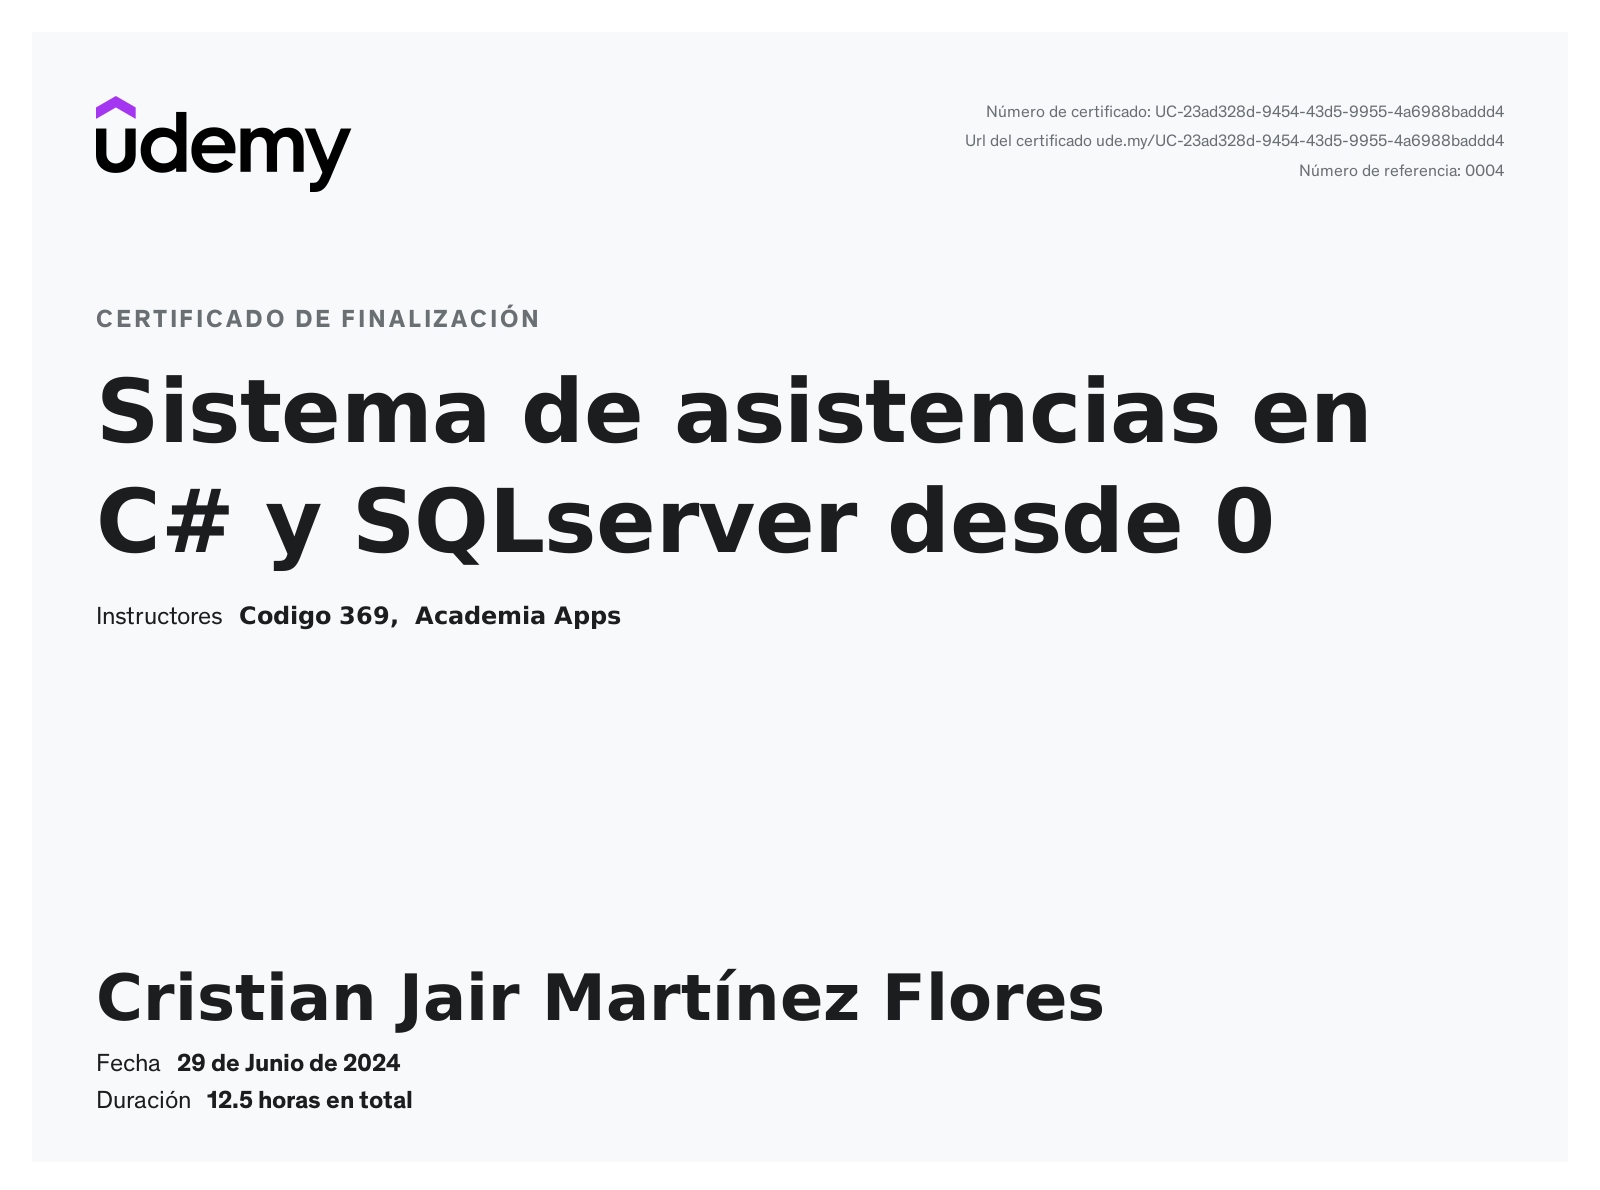 udemy
Número de certificado: UC-23ad328d-9454-43d5-9955-4a6988baddd4
Url del certificado ude.my/UC-23ad328d-9454-43d5-9955-4a6988baddd4
Número de referencia: 0004
CERTIFICADO DE FINALIZACIÓN
Sistema de asistencias en
C# y SQLserver desde 0
Instructores Codigo 369, Academia Apps
Cristian Jair Martínez Flores
Fecha 29 de Junio de 2024
Duración 12.5 horas en total